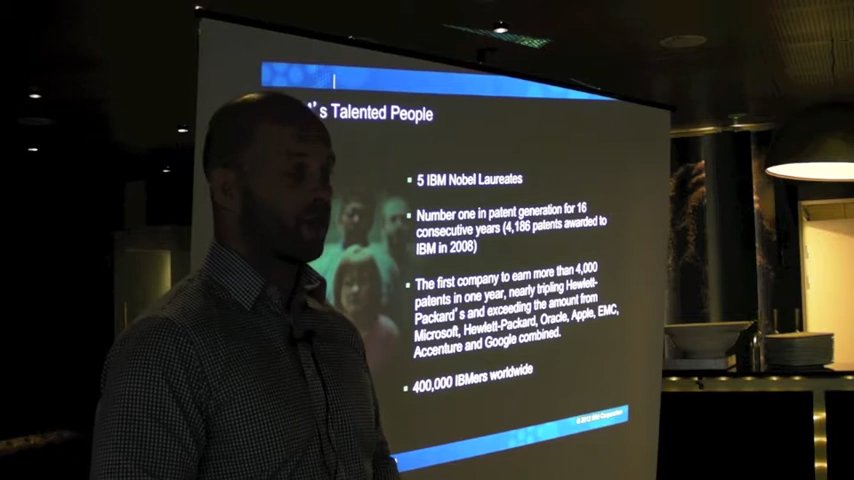 's Talented People
5 IBM Nobel Laureates
Number one in patent generation for 16
consecutive years (4,186 patents awarded to
IBM in 2008)
The first company to earn more than 4,000
patents in one year, nearly tripling Hewlett-
Packard's and exceeding the amount from
Microsoft, Hewlett-Packard, Oracle, Apple, EMC,
Accenture and Google combined.
400,000 IBMers worldwide
IBM Corporation